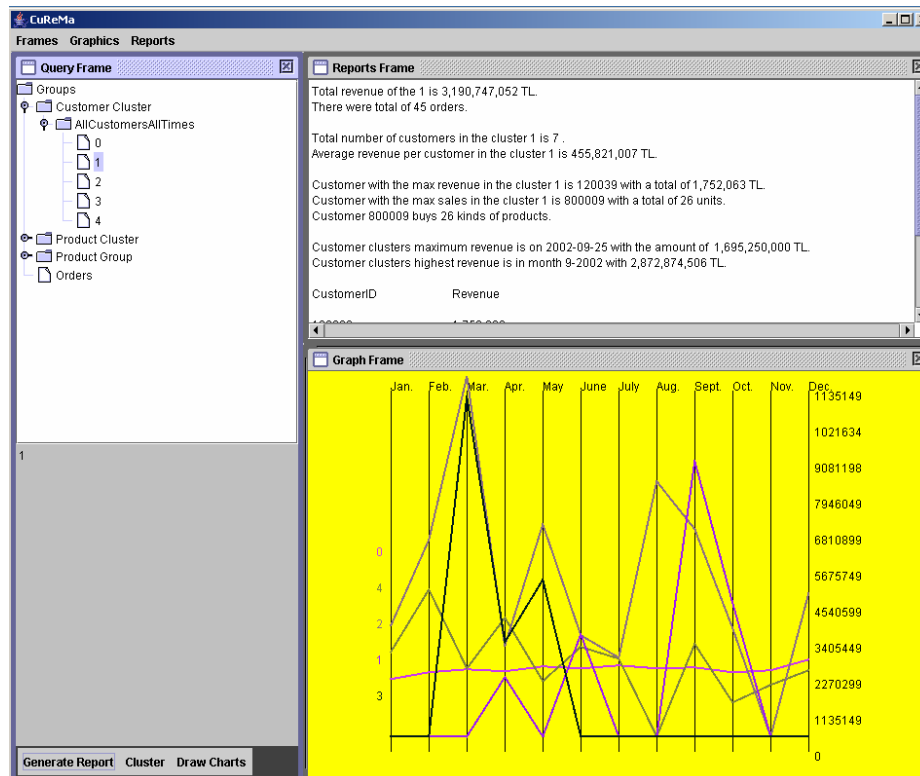 CuReMa
Frames Graphics Reports
Query Frame
Groups
Customer Cluster
AllCustomersAllTimes
0
1
2
3
4
Product Cluster
Product Group
Orders
1
Generate Report Cluster Draw Charts
Reports Frame
Total revenue of the 1 is 3,190,747,052 TL.
There were total of 45 orders.
Total number of customers in the cluster 1 is 7 .
Average revenue per customer in the cluster 1 is 455,821,007 TL.
Customer with the max revenue in the cluster 1 is 120039 with a total of 1,752,063 TL.
Customer with the max sales in the cluster 1 is 800009 with a total of 26 units.
Customer 800009 buys 26 kinds of products.
Customer clusters maximum revenue is on 2002-09-25 with the amount of 1,695,250,000 TL.
Customer clusters highest revenue is in month 9-2002 with 2,872,874,506 TL.
CustomerID Revenue
Graph Frame
Jan. Feb. Mar. Apr. May June July Aug. Sept. Oct. Nov. Dec.
1135149
1021634
9081198
7946049
0
6810899
4
5675749
2
4540599
1
3405449
3
2270299
1135149
0